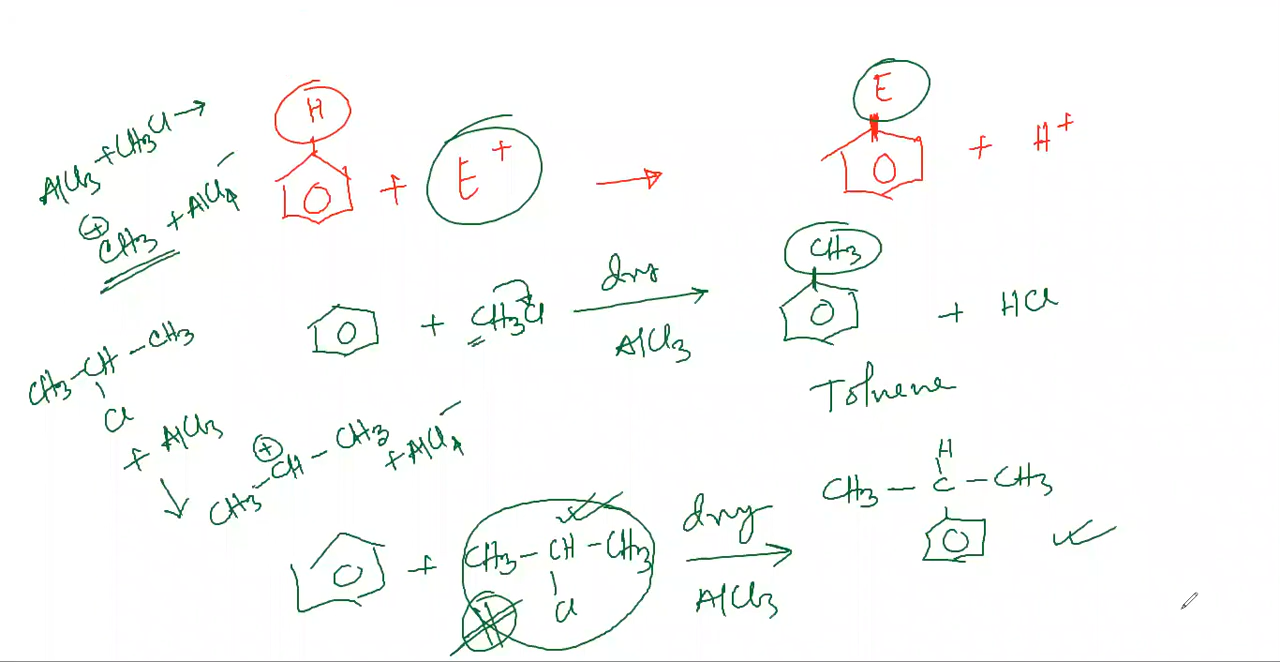 H E
AlCl3 + CH3Cl →
⊕CH3 + AlCl4⁻
+ E+ → + H+
CH3
+ CH3Cl dry → + HCl
AlCl3
Toluene
CH3 – CH – CH3
Cl
+ AlCl3
↓
CH3 – ⊕CH – CH3 + AlCl4⁻
H
CH3 – C – CH3
+ CH3 – CH – CH3 dry →
Cl AlCl3